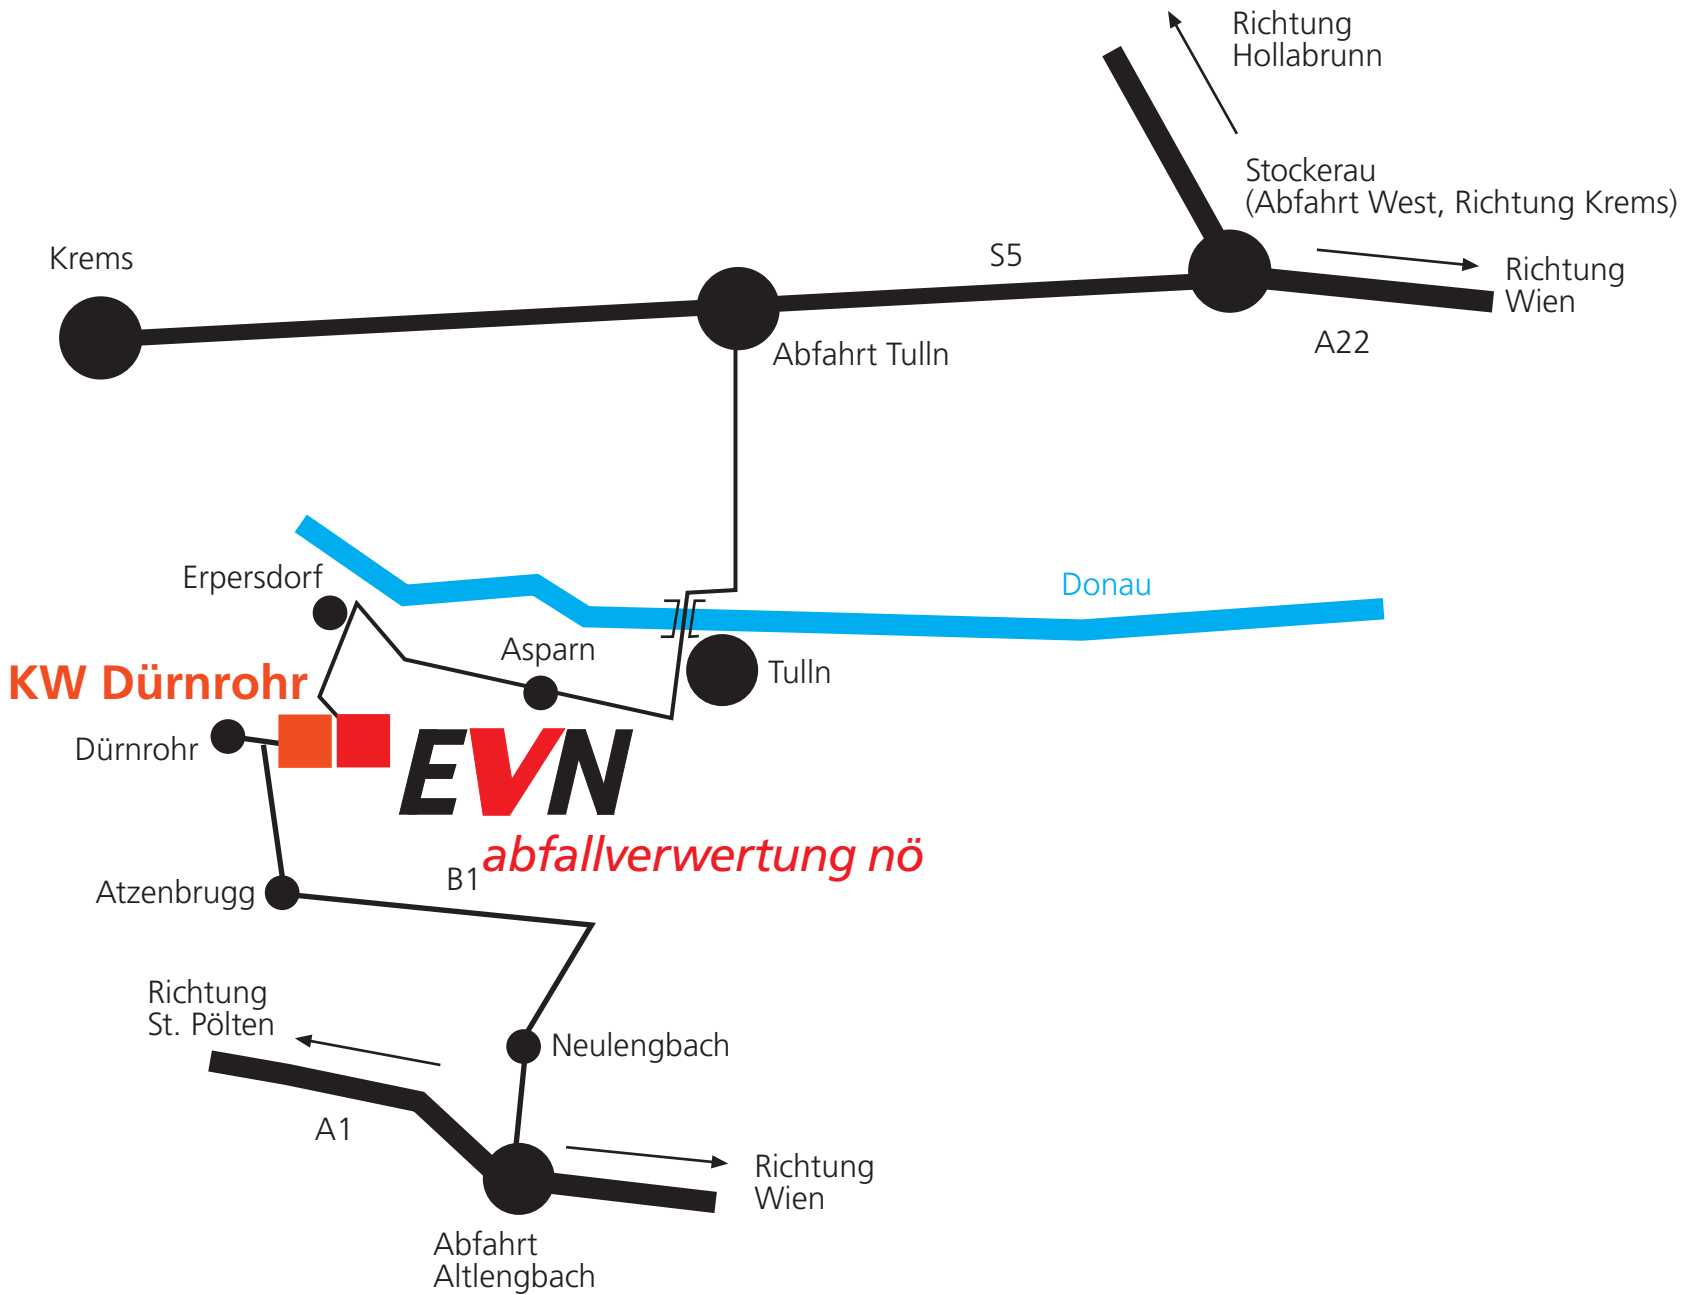 Richtung
Hollabrunn
Stockerau
(Abfahrt West, Richtung Krems)
Krems
S5
Richtung
Wien
A22
Abfahrt Tulln
Erpersdorf
Donau
Asparn
Tulln
KW Dürnrohr
Dürnrohr
EVN
abfallverwertung nö
B1
Atzenbrugg
Richtung
St. Pölten
Neulengbach
A1
Richtung
Wien
Abfahrt
Altlengbach